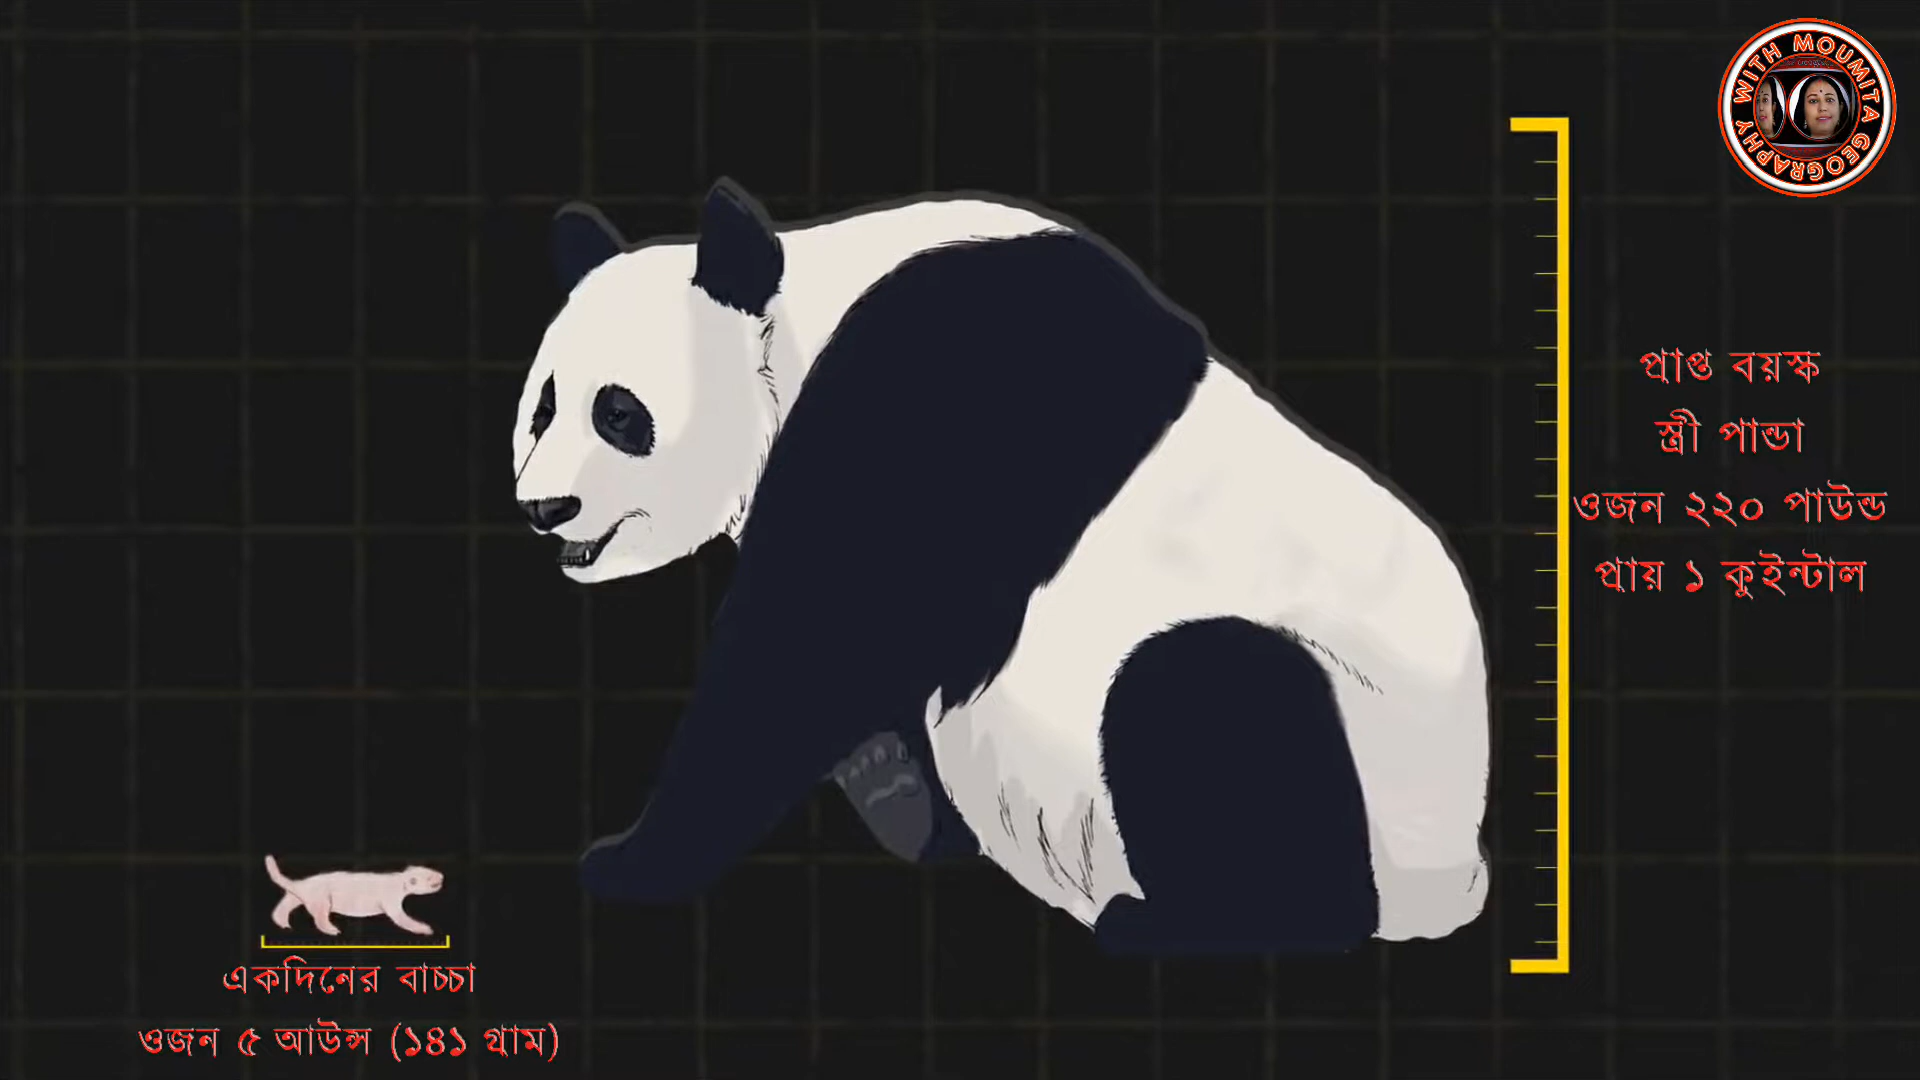 WITH MOUMITA GEOGRAPHY
প্রাপ্ত বয়স্ক
স্ত্রী পান্ডা
ওজন ২২০ পাউন্ড
প্রায় ১ কুইন্টাল
একদিনের বাচ্চা
ওজন ৫ আউন্স (১৪১ গ্রাম)